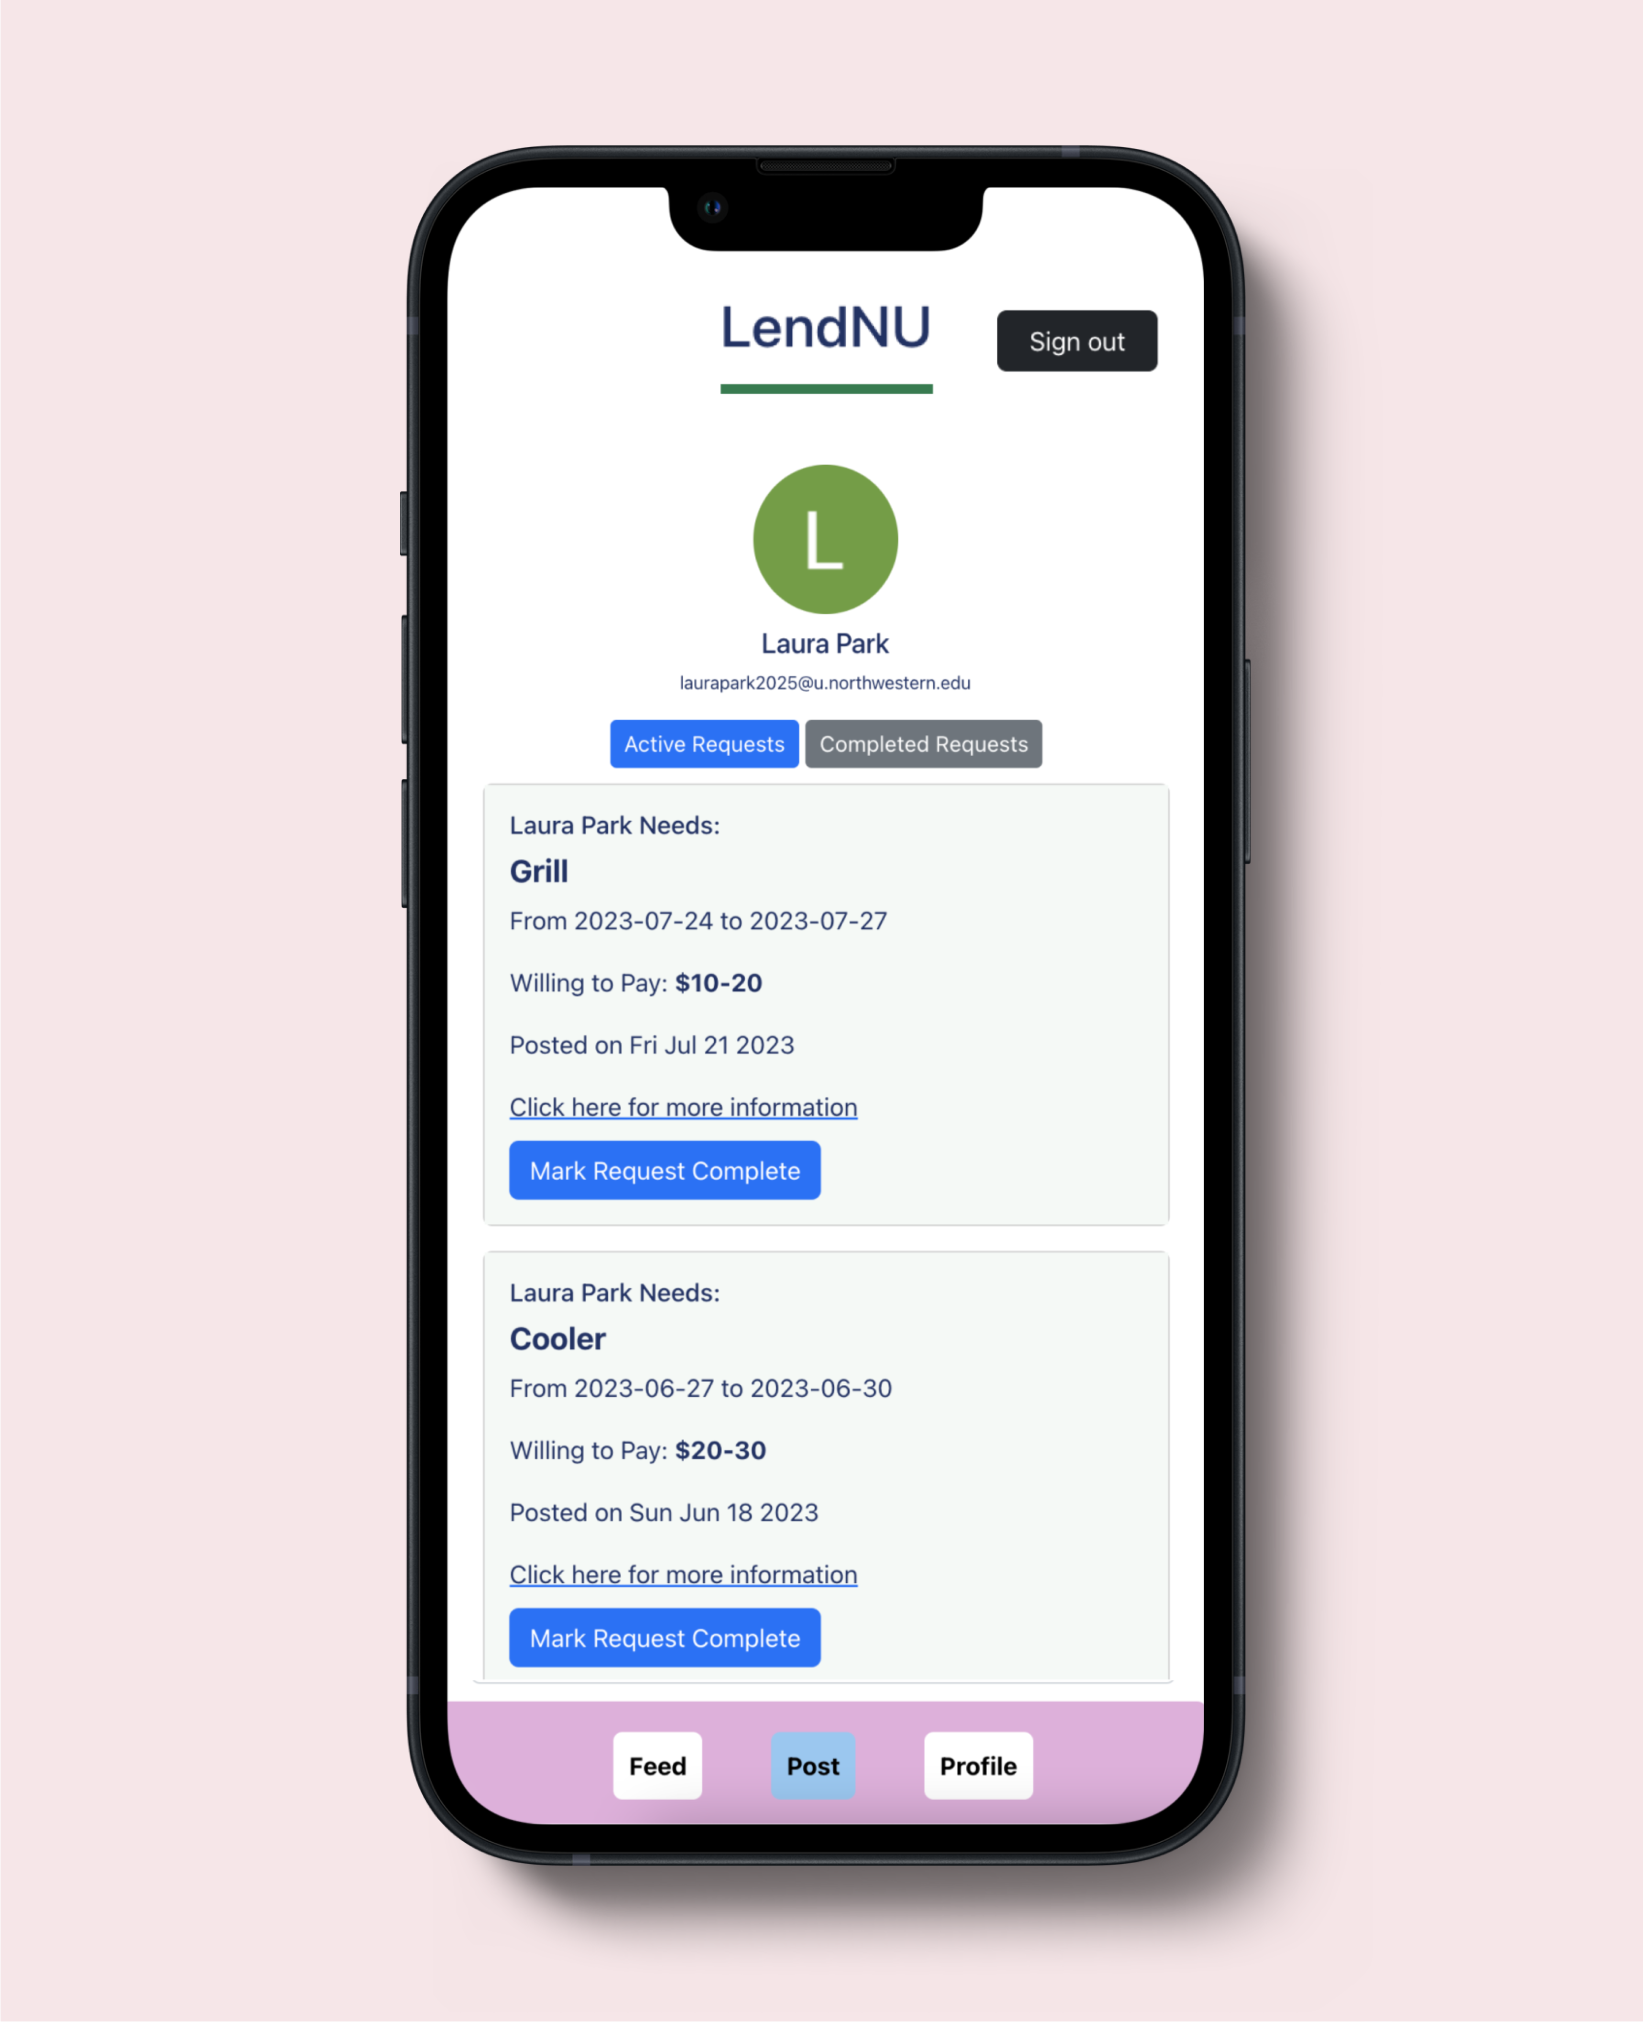 LendNU
Sign out
L
Laura Park
laurapark2025@u.northwestern.edu
Active Requests Completed Requests
Laura Park Needs:
Grill
From 2023-07-24 to 2023-07-27
Willing to Pay: $10-20
Posted on Fri Jul 21 2023
Click here for more information
Mark Request Complete
Laura Park Needs:
Cooler
From 2023-06-27 to 2023-06-30
Willing to Pay: $20-30
Posted on Sun Jun 18 2023
Click here for more information
Mark Request Complete
Feed Post Profile